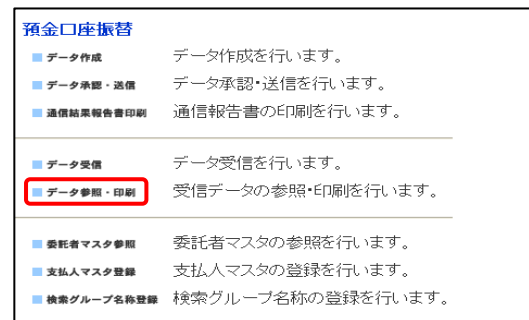 預金口座振替
データ作成 データ作成を行います。
データ承認・送信 データ承認・送信を行います。
通信結果報告書印刷 通信報告書の印刷を行います。
データ受信 データ受信を行います。
データ参照・印刷 受信データの参照・印刷を行います。
委託者マスタ参照 委託者マスタの参照を行います。
支払人マスタ登録 支払人マスタの登録を行います。
検索グループ名称登録 検索グループ名称の登録を行います。